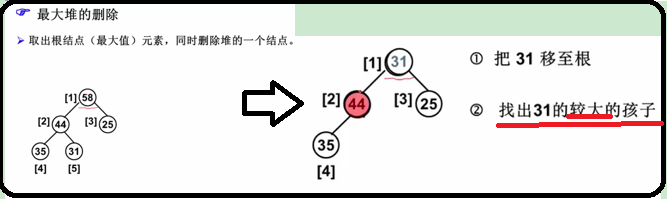 ☞ 最大堆的删除
➢ 取出根结点（最大值）元素，同时删除堆的一个结点。
[1] 58
[2] 44 [3] 25
35 31
[4] [5]
[1] 31
[2] 44 [3] 25
35
[4]
① 把 31 移至根
② 找出31的较大的孩子